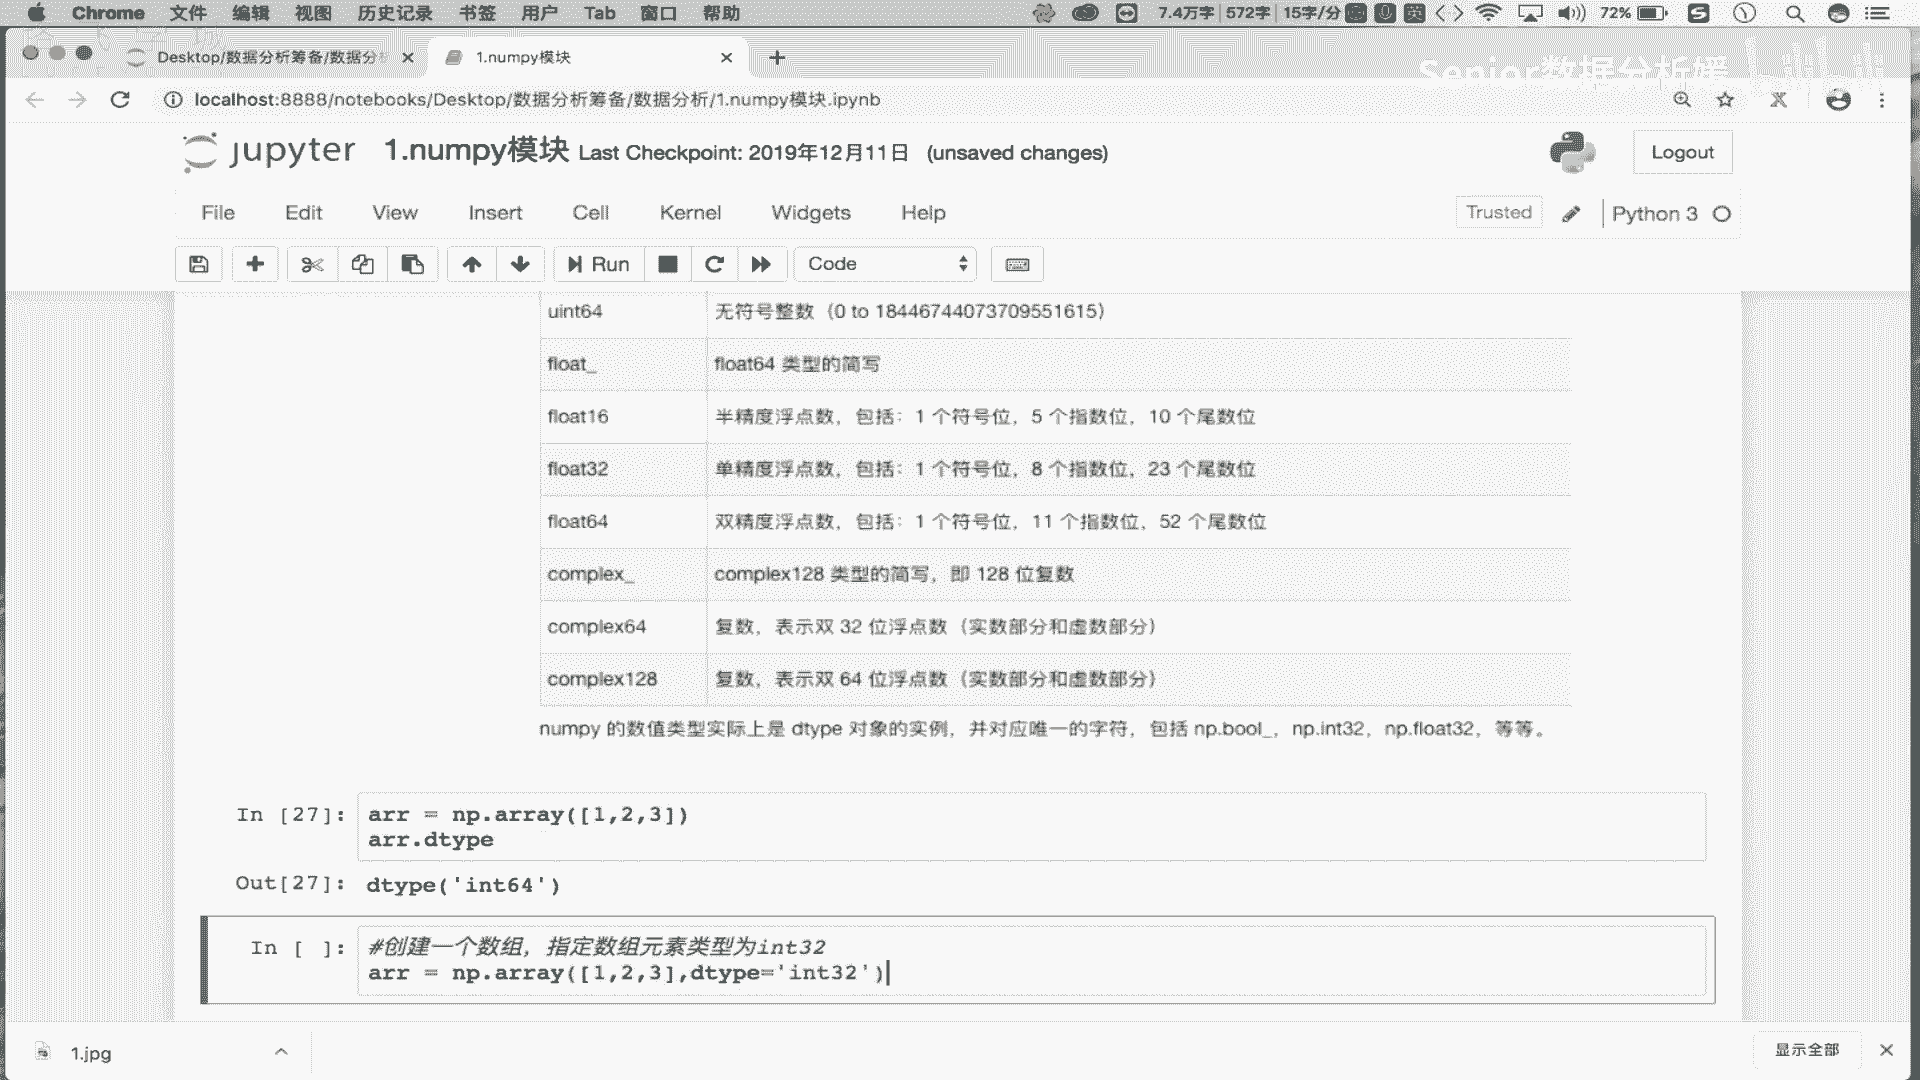 Chrome 文件 编辑 视图 历史记录 书签 用户 Tab 窗口 帮助 7.4万字 572字 15字/分 英 72%
Desktop/数据分析筹备/数据分析 1.numpy模块
Senior数据分析媛
localhost:8888/notebooks/Desktop/数据分析筹备/数据分析/1.numpy模块.ipynb
jupyter 1.numpy模块 Last Checkpoint: 2019年12月11日 (unsaved changes) Logout
File Edit View Insert Cell Kernel Widgets Help Trusted Python 3
Run Code
uint64 无符号整数（0 to 18446744073709551615）
float_ float64 类型的简写
float16 半精度浮点数，包括：1 个符号位，5 个指数位，10 个尾数位
float32 单精度浮点数，包括：1 个符号位，8 个指数位，23 个尾数位
float64 双精度浮点数，包括：1 个符号位，11 个指数位，52 个尾数位
complex_ complex128 类型的简写，即 128 位复数
complex64 复数，表示双 32 位浮点数（实数部分和虚数部分）
complex128 复数，表示双 64 位浮点数（实数部分和虚数部分）
numpy 的数值类型实际上是 dtype 对象的实例，并对应唯一的字符，包括 np.bool_，np.int32，np.float32，等等。
In [27]: arr = np.array([1,2,3])
arr.dtype
Out[27]: dtype('int64')
In [ ]: #创建一个数组，指定数组元素类型为int32
arr = np.array([1,2,3],dtype='int32')
1.jpg 显示全部